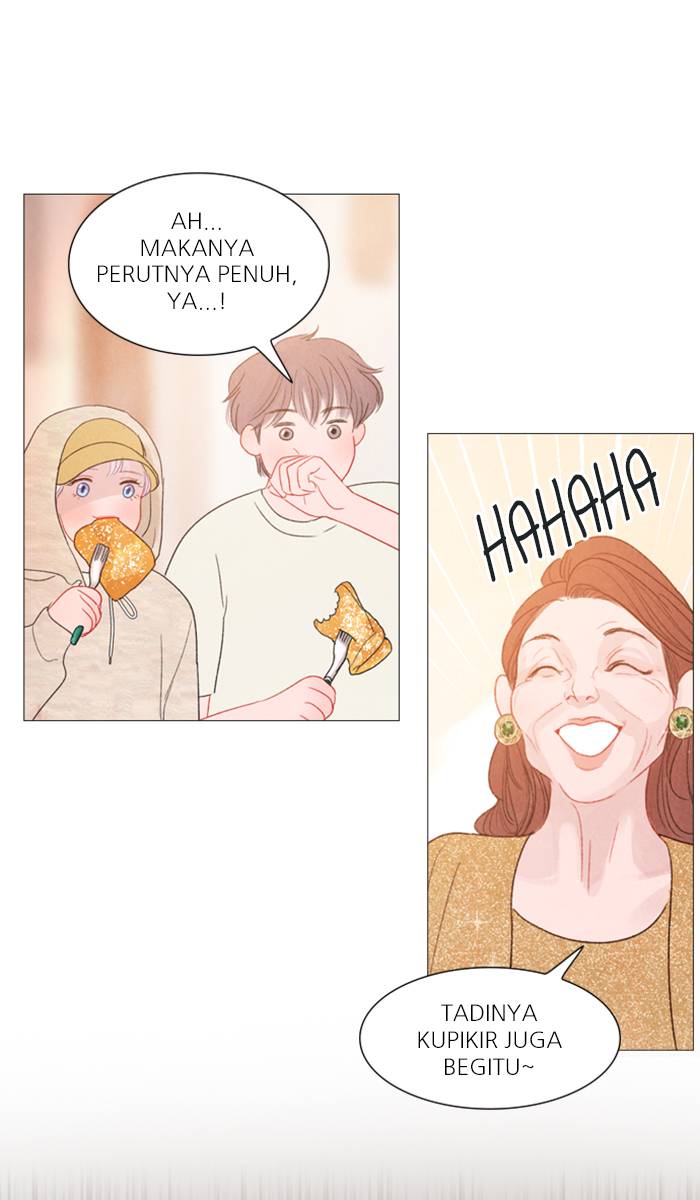 AH...
MAKANYA
PERUTNYA PENUH,
YA...!
HAHAHA
TADINYA
KUPIKIR JUGA
BEGITU~